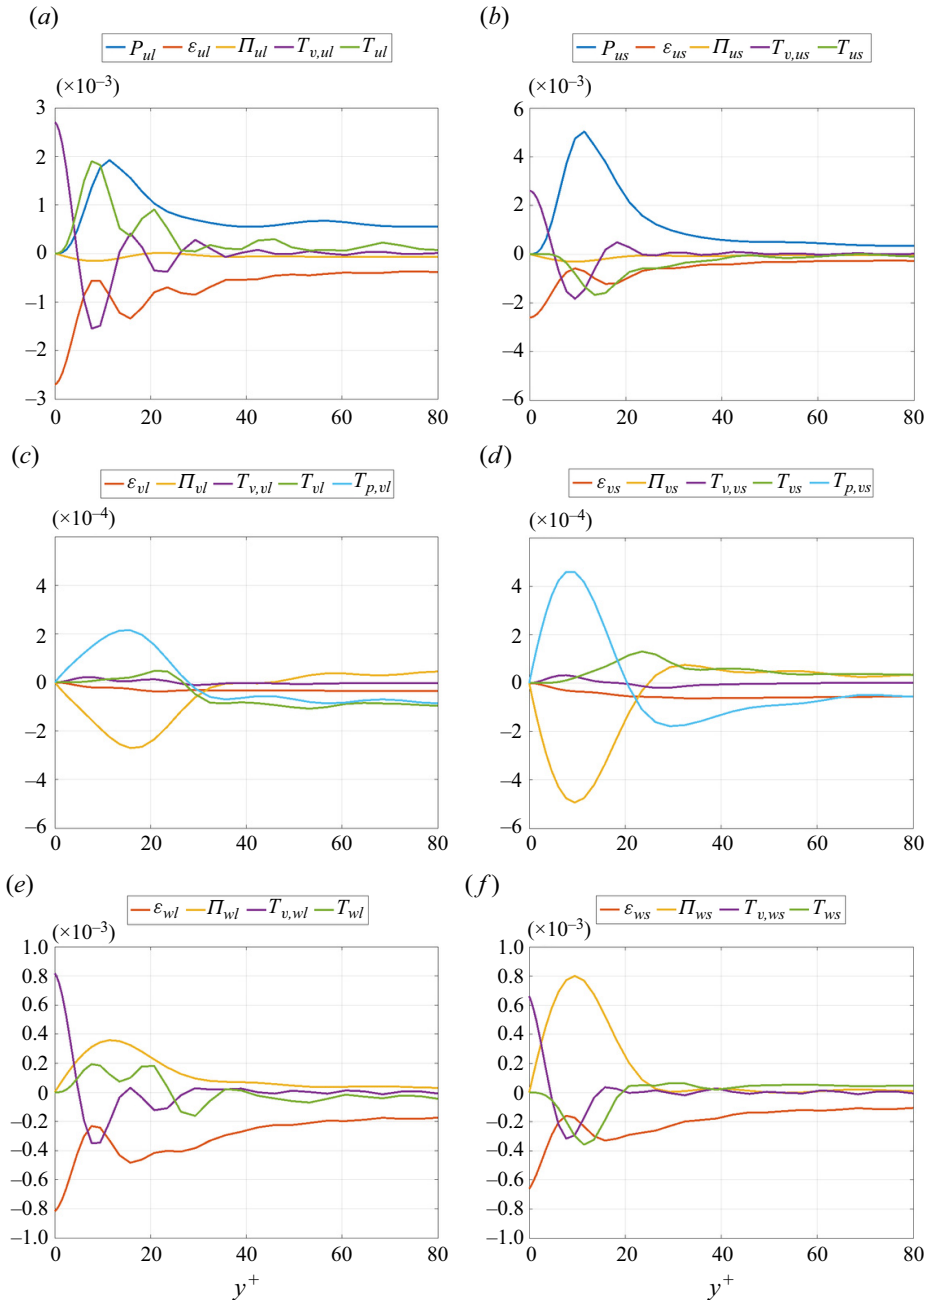 (a)
P_ul ε_ul Π_ul T_v,ul T_ul
(×10⁻³)
3
2
1
0
–1
–2
–3
0 20 40 60 80
(b)
P_us ε_us Π_us T_v,us T_us
(×10⁻³)
6
4
2
0
–2
–4
–6
0 20 40 60 80
(c)
ε_vl Π_vl T_v,vl T_vl T_p,vl
(×10⁻⁴)
4
2
0
–2
–4
–6
0 20 40 60 80
(d)
ε_vs Π_vs T_v,vs T_vs T_p,vs
(×10⁻⁴)
4
2
0
–2
–4
–6
0 20 40 60 80
(e)
ε_wl Π_wl T_v,wl T_wl
(×10⁻³)
1.0
0.8
0.6
0.4
0.2
0
–0.2
–0.4
–0.6
–0.8
–1.0
0 20 40 60 80
y⁺
(f)
ε_ws Π_ws T_v,ws T_ws
(×10⁻³)
1.0
0.8
0.6
0.4
0.2
0
–0.2
–0.4
–0.6
–0.8
–1.0
0 20 40 60 80
y⁺